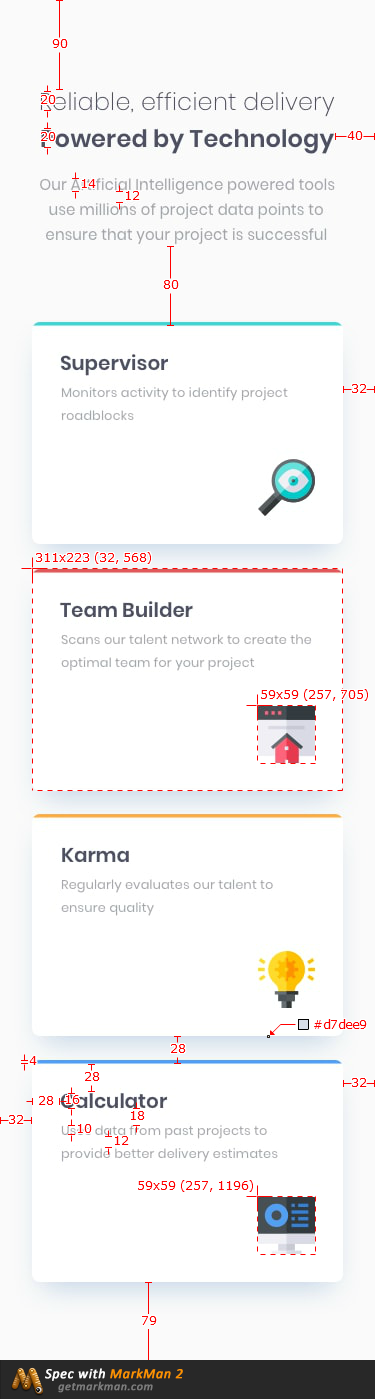 90
20
Reliable, efficient delivery
20
Powered by Technology
40
14
Our Artificial Intelligence powered tools
12
use millions of project data points to
ensure that your project is successful
80
Supervisor
32
Monitors activity to identify project
roadblocks
311x223 (32, 568)
Team Builder
Scans our talent network to create the
optimal team for your project
59x59 (257, 705)
Karma
Regularly evaluates our talent to
ensure quality
#d7dee9
28
4
28
32
28
16
Calculator
18
32
10
Uses data from past projects to
12
provide better delivery estimates
59x59 (257, 1196)
79
Spec with MarkMan 2
getmarkman.com